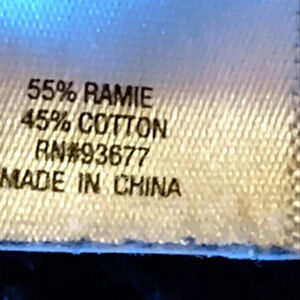 55% RAMIE
45% COTTON
RN#93677
MADE IN CHINA